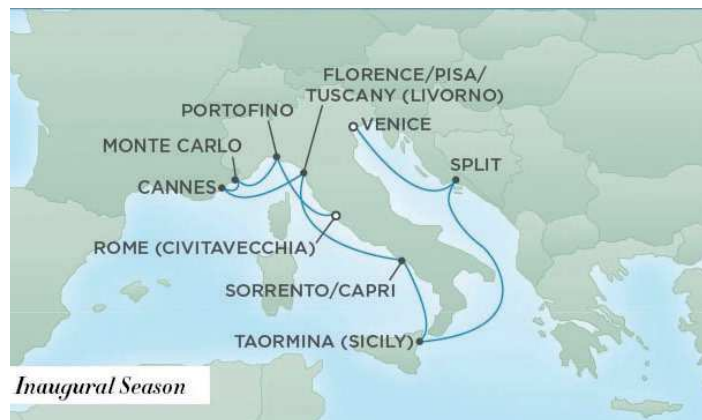 FLORENCE/PISA/
TUSCANY (LIVORNO)
PORTOFINO
VENICE
MONTE CARLO
SPLIT
CANNES
ROME (CIVITAVECCHIA)
SORRENTO/CAPRI
TAORMINA (SICILY)
Inaugural Season